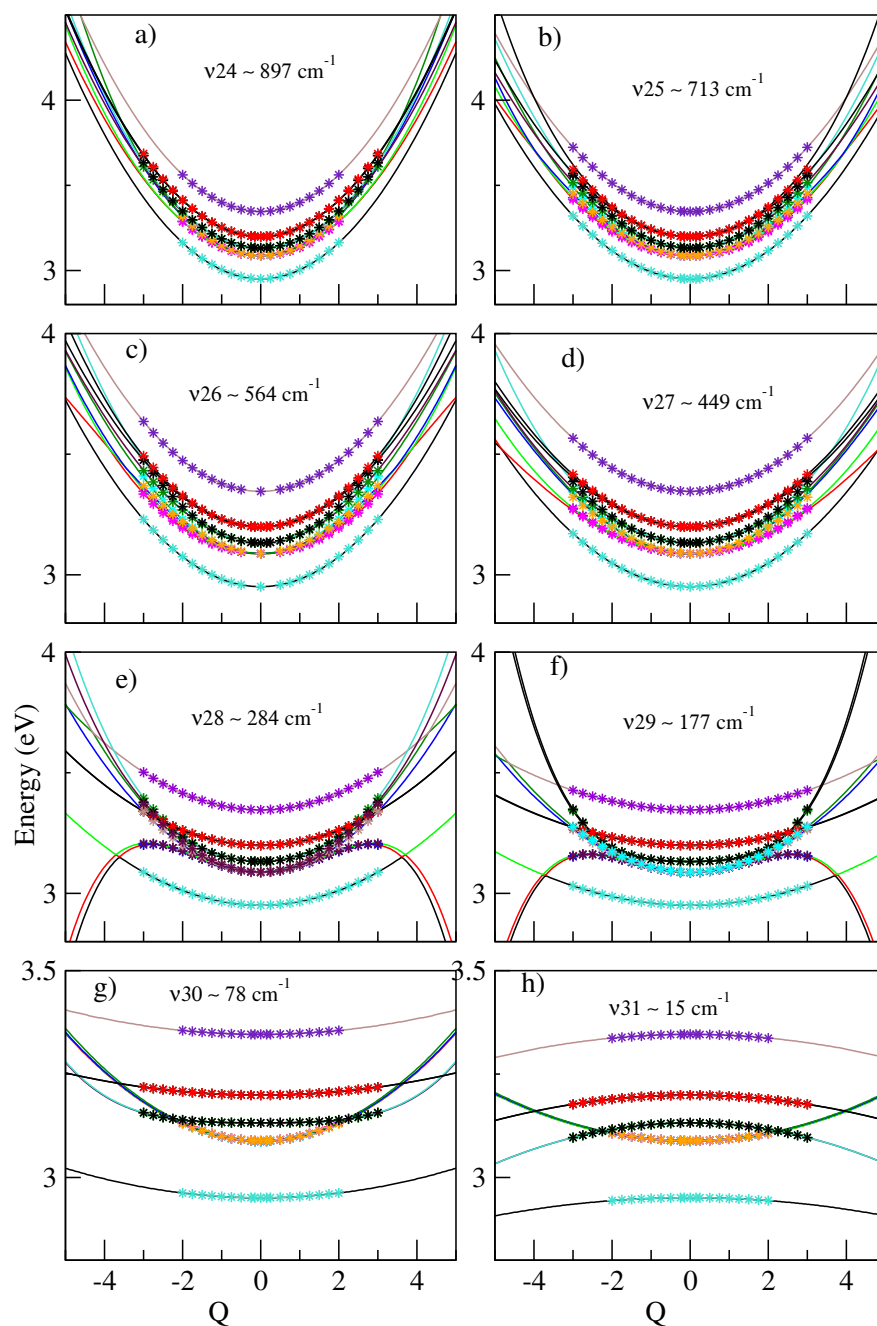 a)
ν24 ~ 897 cm-1
b)
ν25 ~ 713 cm-1
4
4
3
3
c)
ν26 ~ 564 cm-1
d)
ν27 ~ 449 cm-1
4
4
3
3
e)
ν28 ~ 284 cm-1
f)
ν29 ~ 177 cm-1
4
4
3
3
Energy (eV)
g)
ν30 ~ 78 cm-1
h)
ν31 ~ 15 cm-1
3.5
3.5
3
3
-4 -2 0 2 4
-4 -2 0 2 4
Q
Q